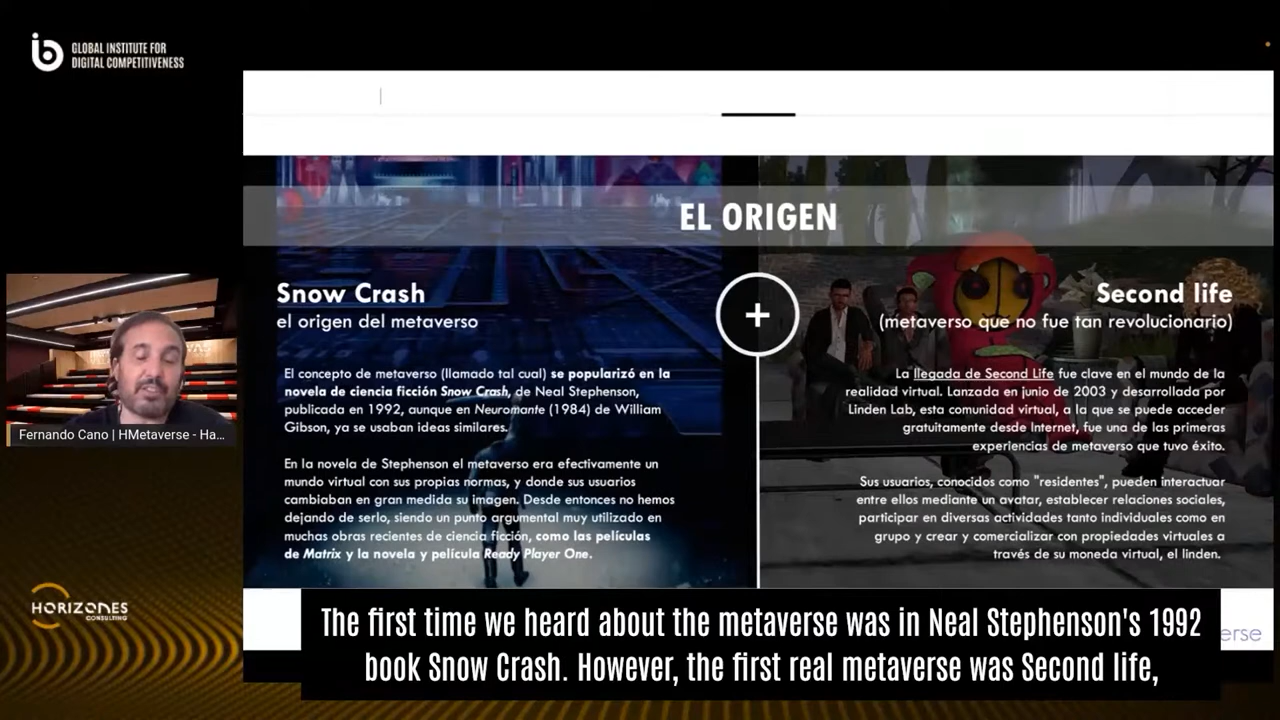 GLOBAL INSTITUTE FOR
DIGITAL COMPETITIVENESS
EL ORIGEN
Snow Crash
el origen del metaverso
El concepto de metaverso (llamado tal cual) se popularizó en la
novela de ciencia ficción Snow Crash, de Neal Stephenson,
publicada en 1992, aunque en Neuromante (1984) de William
Gibson, ya se usaban ideas similares.
En la novela de Stephenson el metaverso era efectivamente un
mundo virtual con sus propias normas, y donde sus usuarios
cambiaban en gran medida su imagen. Desde entonces no hemos
dejando de serlo, siendo un punto argumental muy utilizado en
muchas obras recientes de ciencia ficción, como las películas
de Matrix y la novela y película Ready Player One.
+
Second life
(metaverso que no fue tan revolucionario)
La llegada de Second Life fue clave en el mundo de la
realidad virtual. Lanzada en junio de 2003 y desarrollada por
Linden Lab, esta comunidad virtual, a la que se puede acceder
gratuitamente desde Internet, fue una de las primeras
experiencias de metaverso que tuvo éxito.
Sus usuarios, conocidos como "residentes", pueden interactuar
entre ellos mediante un avatar, establecer relaciones sociales,
participar en diversas actividades tanto individuales como en
grupo y crear y comercializar con propiedades virtuales a
través de su moneda virtual, el linden.
Fernando Cano | HMetaverse - Ha...
HORIZONES
CONSULTING
erse
The first time we heard about the metaverse was in Neal Stephenson's 1992
book Snow Crash. However, the first real metaverse was Second life,